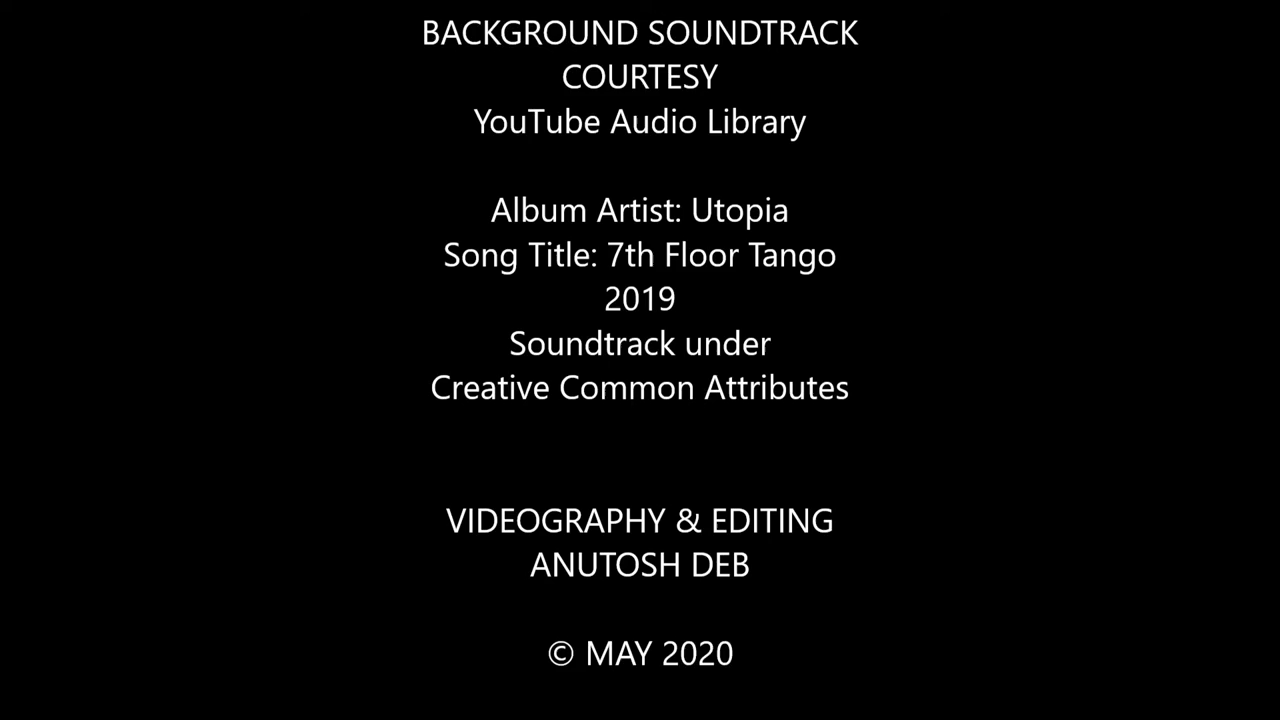 BACKGROUND SOUNDTRACK
COURTESY
YouTube Audio Library
Album Artist: Utopia
Song Title: 7th Floor Tango
2019
Soundtrack under
Creative Common Attributes
VIDEOGRAPHY & EDITING
ANUTOSH DEB
© MAY 2020